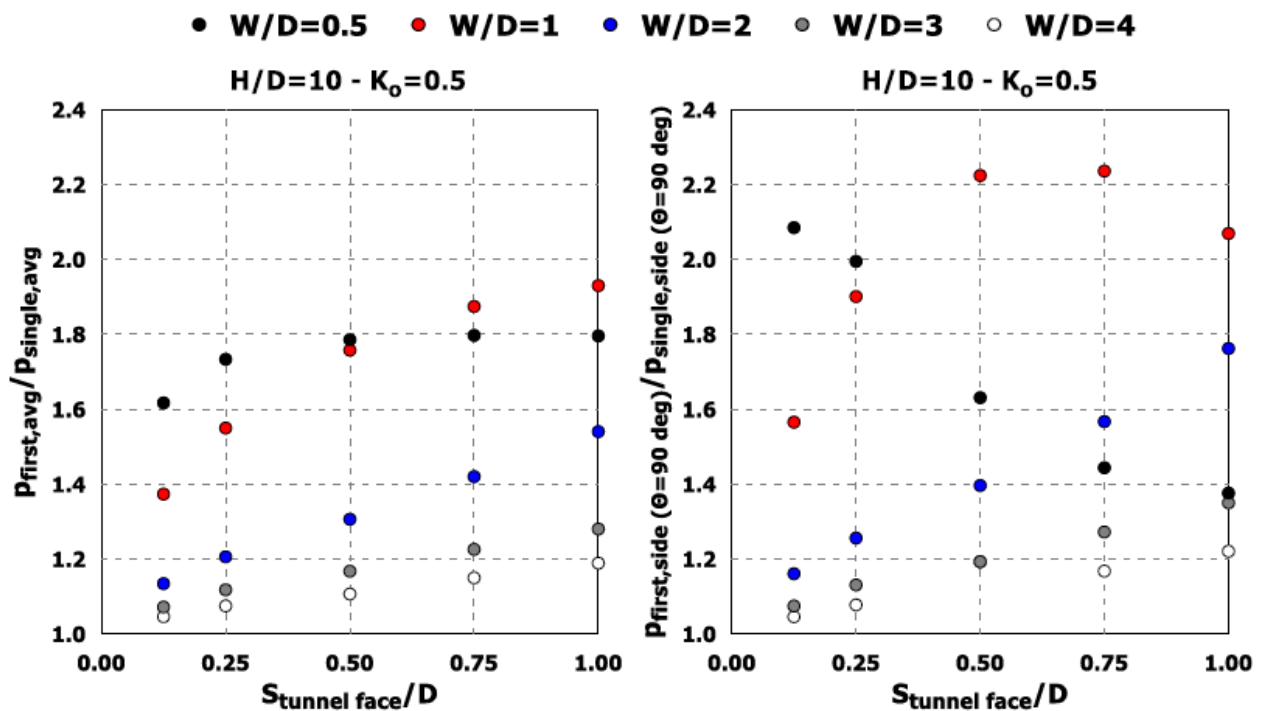 W/D=0.5 W/D=1 W/D=2 W/D=3 W/D=4
H/D=10 - Ko=0.5
pfirst,avg/psingle,avg
2.4
2.2
2.0
1.8
1.6
1.4
1.2
1.0
0.00 0.25 0.50 0.75 1.00
Stunnel face/D
H/D=10 - Ko=0.5
pfirst,side (Θ=90 deg)/psingle,side (Θ=90 deg)
2.4
2.2
2.0
1.8
1.6
1.4
1.2
1.0
0.00 0.25 0.50 0.75 1.00
Stunnel face/D